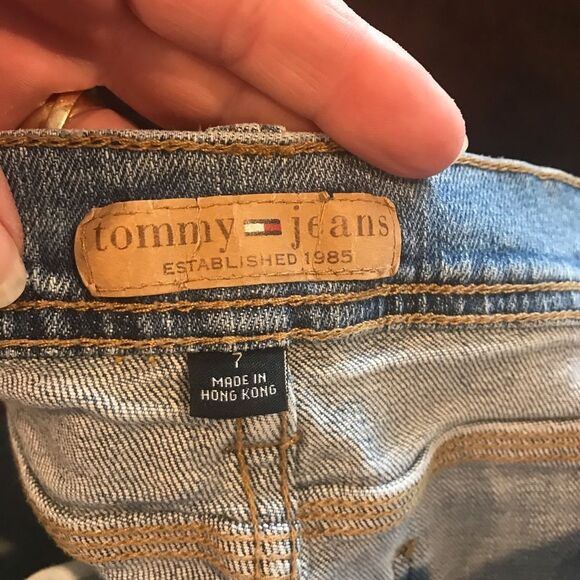 tommy jeans
ESTABLISHED 1985
7
MADE IN
HONG KONG